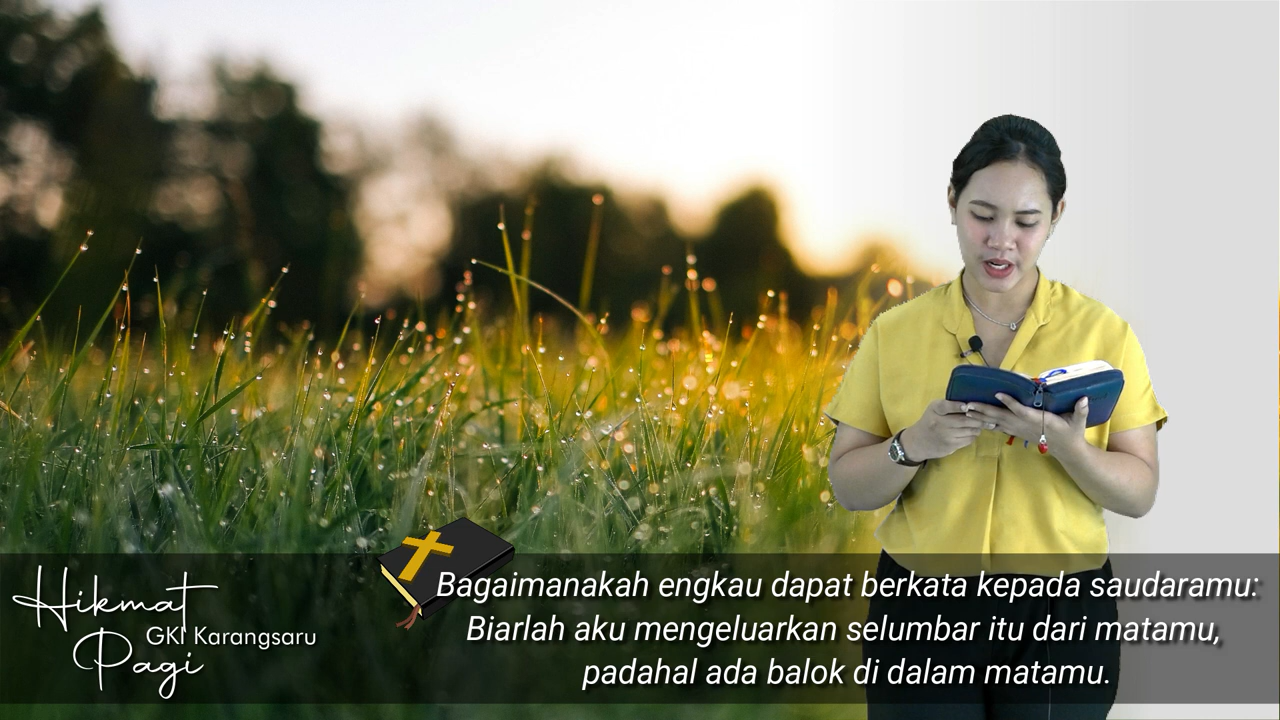 Hikmat
GKI Karangsaru
Pagi
Bagaimanakah engkau dapat berkata kepada saudaramu:
Biarlah aku mengeluarkan selumbar itu dari matamu,
padahal ada balok di dalam matamu.